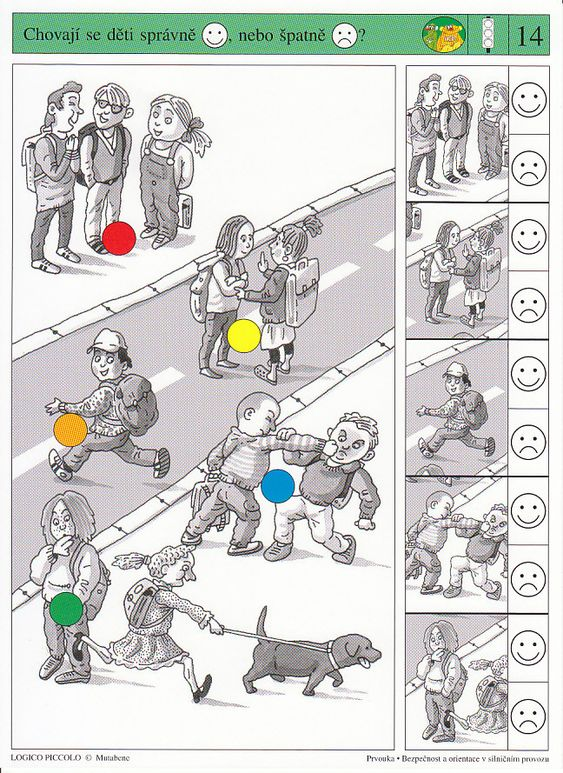 Chovají se děti správně , nebo špatně ?
14
LOGICO PICCOLO © Mutabene
Prvouka • Bezpečnost a orientace v silničním provozu